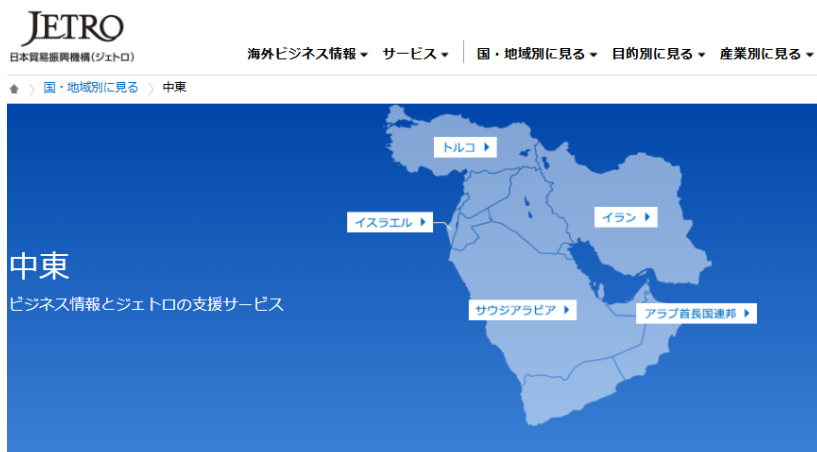 JETRO
日本貿易振興機構(ジェトロ)
海外ビジネス情報 サービス 国・地域別に見る 目的別に見る 産業別に見る
国・地域別に見る 中東
トルコ
イスラエル
イラン
中東
ビジネス情報とジェトロの支援サービス
サウジアラビア
アラブ首長国連邦